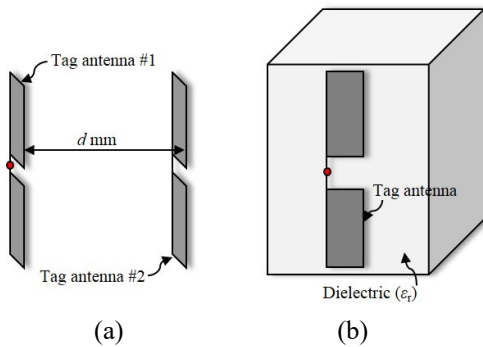 Tag antenna #1
d mm
Tag antenna #2
(a)
Tag antenna
Dielectric (εr)
(b)